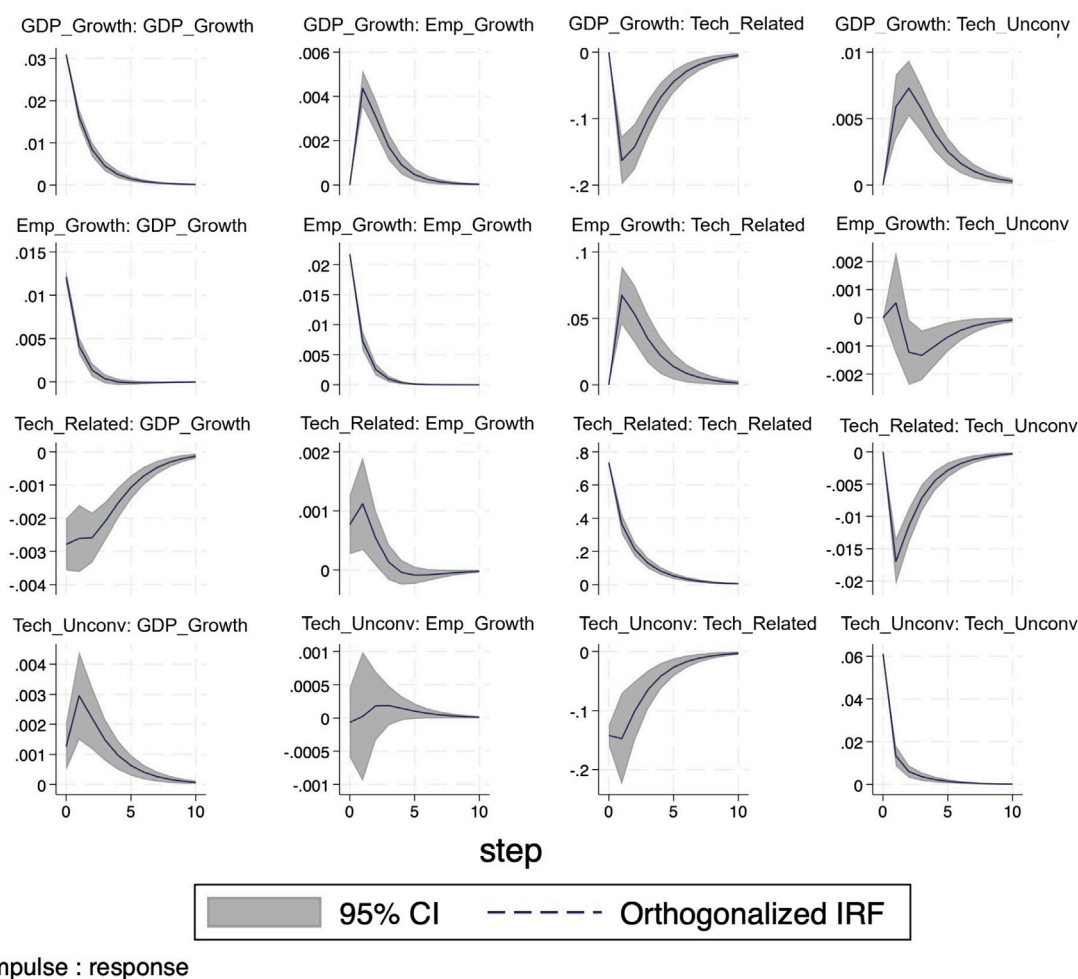 GDP_Growth: GDP_Growth GDP_Growth: Emp_Growth GDP_Growth: Tech_Related GDP_Growth: Tech_Unconv
.03 .006 0 .01
.02 .004 -.1 .005
.01 .002 -.2 0
0 0
Emp_Growth: GDP_Growth Emp_Growth: Emp_Growth Emp_Growth: Tech_Related Emp_Growth: Tech_Unconv
.015 .02 .1 .002
.01 .015 .05 .001
.005 .01 0 0
0 .005 -.001
0 -.002
Tech_Related: GDP_Growth Tech_Related: Emp_Growth Tech_Related: Tech_Related Tech_Related: Tech_Unconv
0 .002 .8 0
-.001 .001 .6 -.005
-.002 0 .4 -.01
-.003 .2 -.015
-.004 0 -.02
Tech_Unconv: GDP_Growth Tech_Unconv: Emp_Growth Tech_Unconv: Tech_Related Tech_Unconv: Tech_Unconv
.004 .001 0 .06
.003 .0005 -.1 .04
.002 0 -.2 .02
.001 -.0005 0
0 -.001
0 5 10 0 5 10 0 5 10 0 5 10
step
95% CI Orthogonalized IRF
mpulse : response